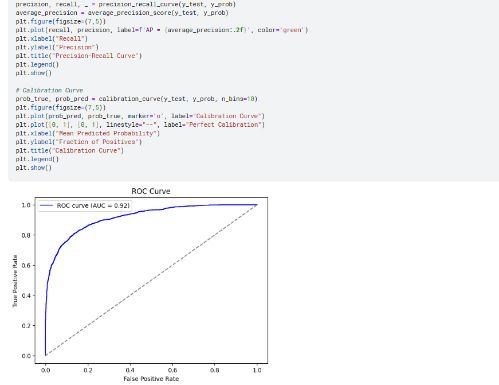 precision, recall, _ = precision_recall_curve(y_test, y_prob)
average_precision = average_precision_score(y_test, y_prob)
plt.figure(figsize=(7,5))
plt.plot(recall, precision, label=f'AP = {average_precision:.2f}', color='green')
plt.xlabel("Recall")
plt.ylabel("Precision")
plt.title("Precision-Recall Curve")
plt.legend()
plt.show()
# Calibration Curve
prob_true, prob_pred = calibration_curve(y_test, y_prob, n_bins=10)
plt.figure(figsize=(7,5))
plt.plot(prob_pred, prob_true, marker='o', label="Calibration Curve")
plt.plot([0, 1], [0, 1], linestyle="--", label="Perfect Calibration")
plt.xlabel("Mean Predicted Probability")
plt.ylabel("Fraction of Positives")
plt.title("Calibration Curve")
plt.legend()
plt.show()
ROC Curve
ROC curve (AUC = 0.92)
1.0
0.8
0.6
0.4
0.2
0.0
True Positive Rate
0.0 0.2 0.4 0.6 0.8 1.0
False Positive Rate